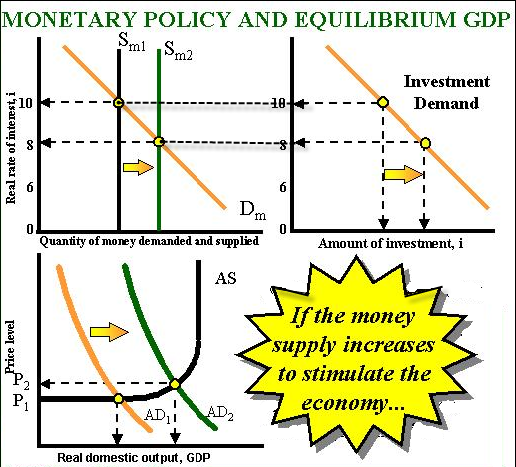 MONETARY POLICY AND EQUILIBRIUM GDP
Sm1
Sm2
Real rate of interest, i
10
8
6
0
Dm
Quantity of money demanded and supplied
Investment
Demand
10
8
6
0
Amount of investment, i
Price level
AS
P2
P1
AD1
AD2
Real domestic output, GDP
If the money
supply increases
to stimulate the
economy...